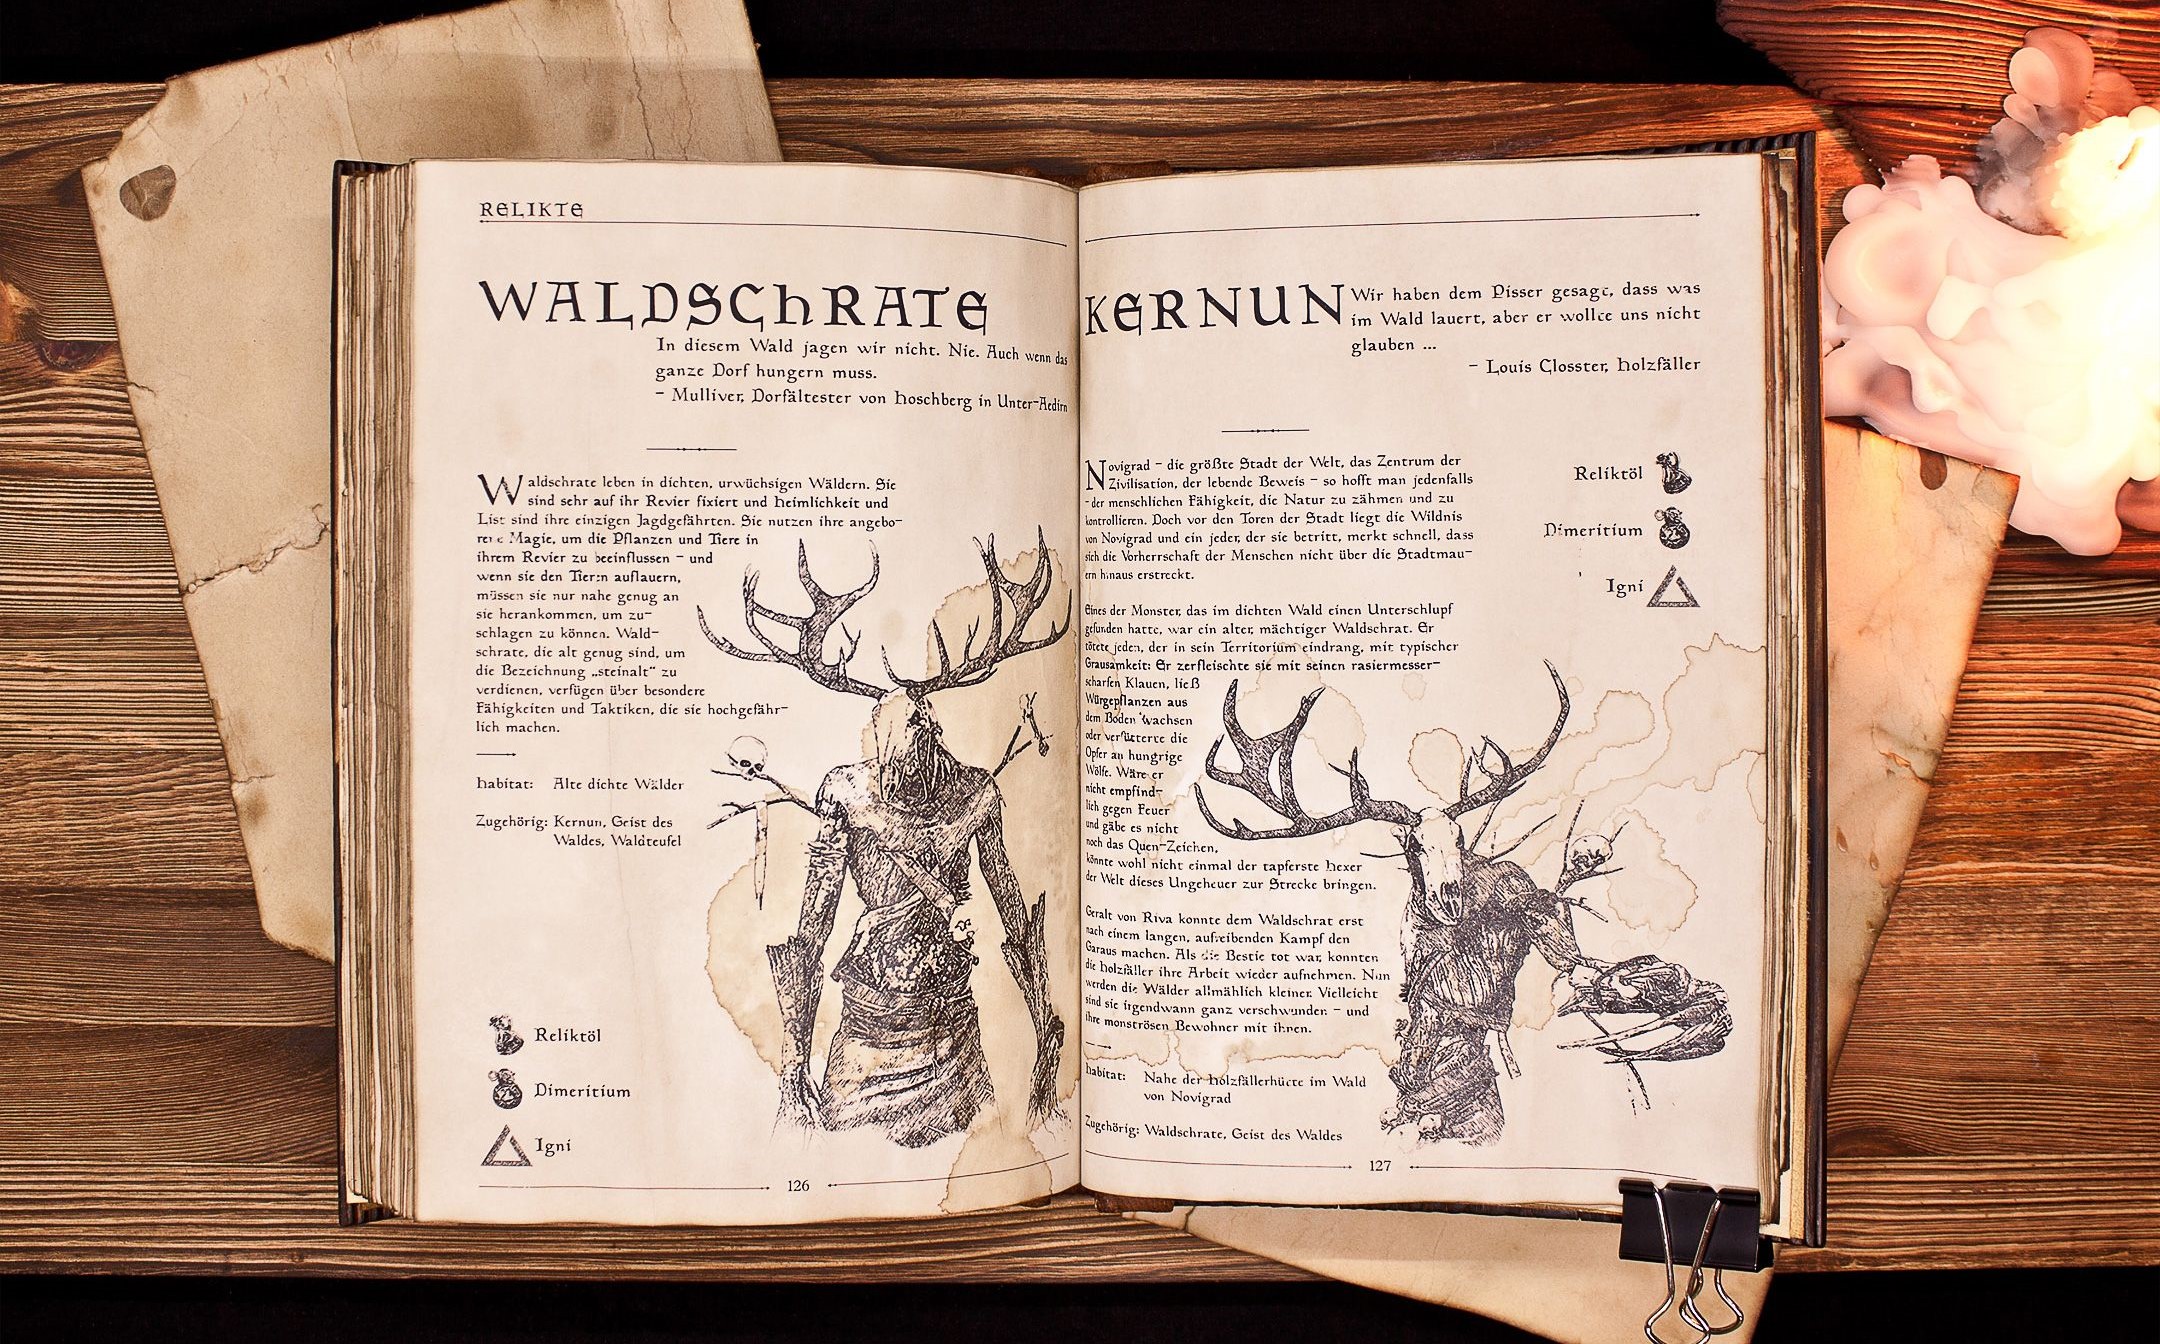 RELIKTE
WALDSCHRATE
In diesem Wald jagen wir nicht. Nie. Auch wenn das
ganze Dorf hungern muss.
– Mulliver, Dorfältester von Hoschberg in Unter-Aedirn
Waldschrate leben in dichten, urwüchsigen Wäldern. Sie
sind sehr auf ihr Revier fixiert und Heimlichkeit und
List sind ihre einzigen Jagdgefährten. Sie nutzen ihre angebo-
rene Magie, um die Pflanzen und Tiere in
ihrem Revier zu beeinflussen – und
wenn sie den Tieren auflauern,
müssen sie nur nahe genug an
sie herankommen, um zu-
schlagen zu können. Wald-
schrate, die alt genug sind, um
die Bezeichnung „steinalt“ zu
verdienen, verfügen über besondere
Fähigkeiten und Taktiken, die sie hochgefähr-
lich machen.
Habitat: Alte dichte Wälder
Zugehörig: Kernun, Geist des
Waldes, Waldteufel
Reliktöl
Dimeritium
Igni
126
KERNUN
Wir haben dem Pisser gesagt, dass was
im Wald lauert, aber er wollte uns nicht
glauben ...
– Louis Closster, Holzfäller
Novigrad – die größte Stadt der Welt, das Zentrum der
Zivilisation, der lebende Beweis – so hofft man jedenfalls
– der menschlichen Fähigkeit, die Natur zu zähmen und zu
kontrollieren. Doch vor den Toren der Stadt liegt die Wildnis
von Novigrad und ein jeder, der sie betritt, merkt schnell, dass
sich die Vorherrschaft der Menschen nicht über die Stadtmau-
ern hinaus erstreckt.
Eines der Monster, das im dichten Wald einen Unterschlupf
gefunden hatte, war ein alter, mächtiger Waldschrat. Er
tötete jeden, der in sein Territorium eindrang, mit typischer
Grausamkeit: Er zerfleischte sie mit seinen rasiermesser-
scharfen Klauen, ließ
Würgepflanzen aus
dem Boden wachsen
oder verfütterte die
Opfer an hungrige
Wölfe. Wäre er
nicht empfind-
lich gegen Feuer
und gäbe es nicht
noch das Quen-Zeichen,
könnte wohl nicht einmal der tapferste Hexer
der Welt dieses Ungeheuer zur Strecke bringen.
Geralt von Riva konnte dem Waldschrat erst
nach einem langen, aufreibenden Kampf den
Garaus machen. Als die Bestie tot war, konnten
die Holzfäller ihre Arbeit wieder aufnehmen. Nun
werden die Wälder allmählich kleiner. Vielleicht
sind sie irgendwann ganz verschwunden – und
ihre monströsen Bewohner mit ihnen.
Habitat: Nahe der Holzfällerhütte im Wald
von Novigrad
Zugehörig: Waldschrate, Geist des Waldes
Reliktöl
Dimeritium
Igni
127